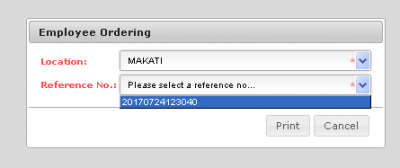 Employee Ordering
Location: MAKATI *
Reference No.: Please select a reference no... *
20170724123040
Print Cancel